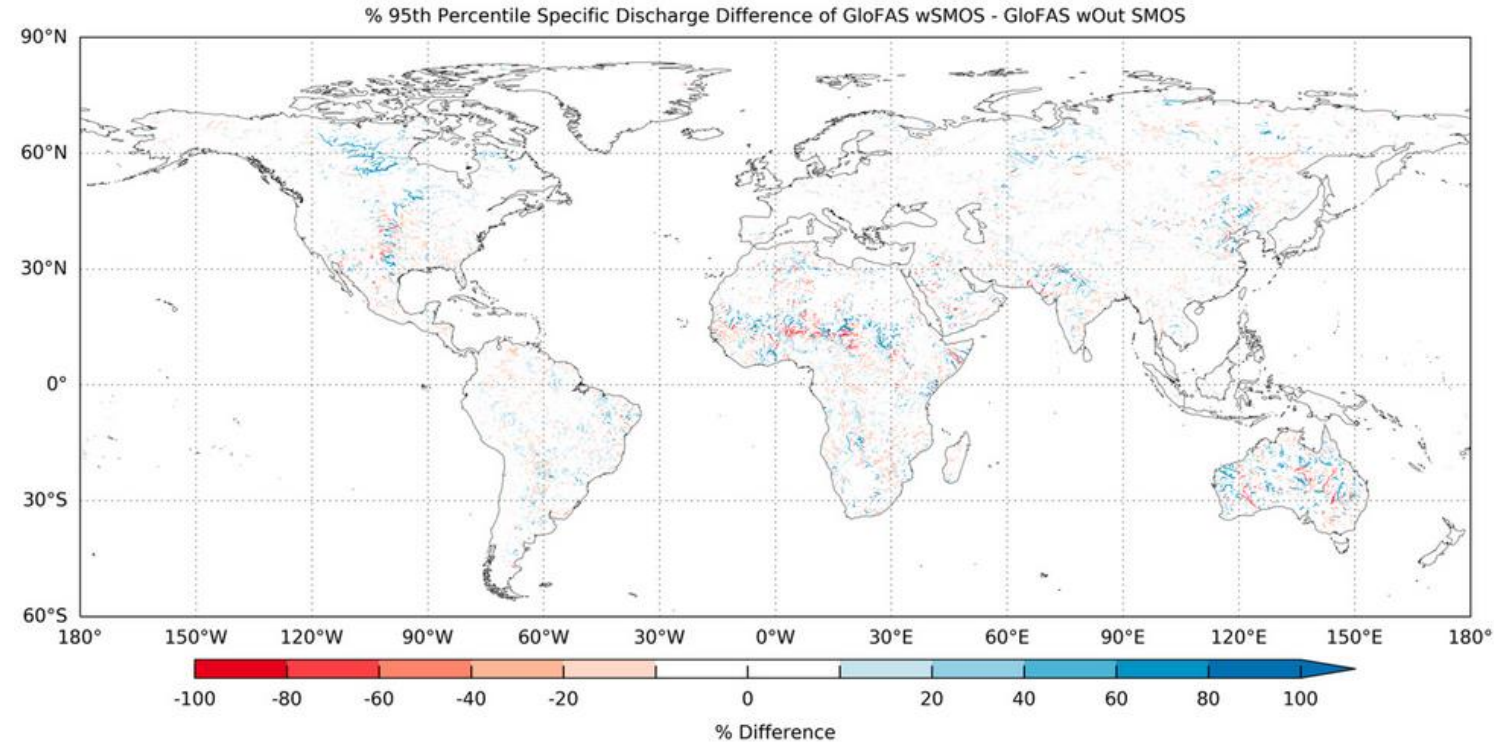 % 95th Percentile Specific Discharge Difference of GloFAS wSMOS - GloFAS wOut SMOS
90°N
60°N
30°N
0°
30°S
60°S
180° 150°W 120°W 90°W 60°W 30°W 0°W 30°E 60°E 90°E 120°E 150°E 180°
-100 -80 -60 -40 -20 0 20 40 60 80 100
% Difference